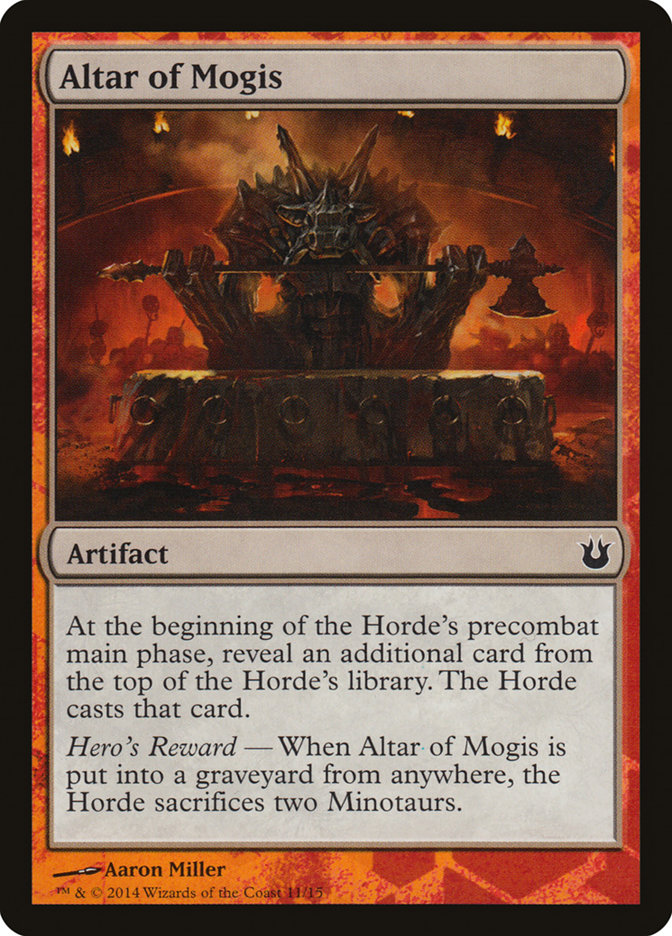 Altar of Mogis
Artifact
At the beginning of the Horde's precombat
main phase, reveal an additional card from
the top of the Horde's library. The Horde
casts that card.
Hero's Reward — When Altar of Mogis is
put into a graveyard from anywhere, the
Horde sacrifices two Minotaurs.
Aaron Miller
™ & © 2014 Wizards of the Coast 11/15